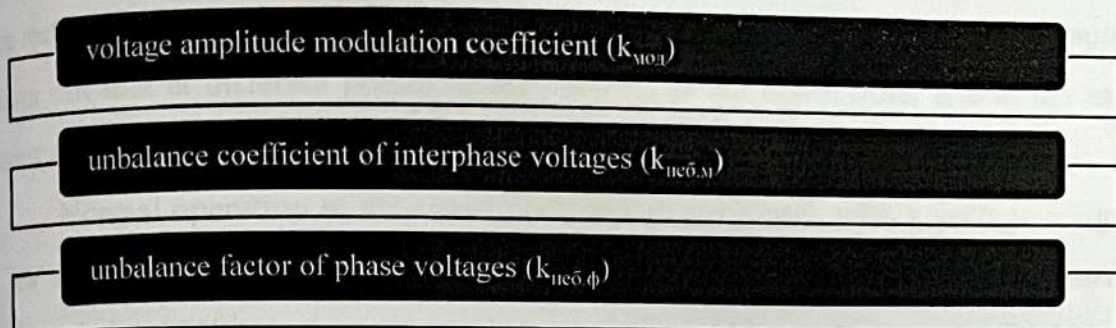 voltage amplitude modulation coefficient (kмод)
unbalance coefficient of interphase voltages (kнеб.м)
unbalance factor of phase voltages (kнеб.ф)